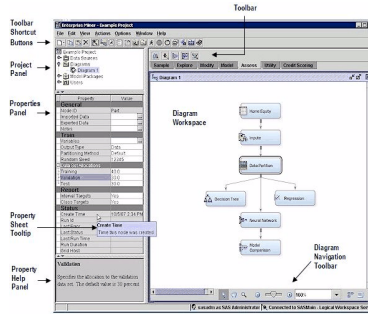 Toolbar
Enterprise Miner - Example Project
File Edit View Actions Options Window Help
Toolbar
Shortcut
Buttons
Project
Panel
Example Project
Data Sources
Diagrams
Diagram 1
Model Packages
Users
Sample Explore Modify Model Assess Utility Credit Scoring
Diagram 1
Properties
Panel
Property Value
General
Node ID Part
Imported Data
Exported Data
Notes
Train
Variables
Output Type Data
Partitioning Method Default
Random Seed 12345
Data Set Allocations
Training 40.0
Validation 30.0
Test 30.0
Report
Interval Targets Yes
Class Targets Yes
Status
Create Time
Run Id
Last Status
Last Run Time
Run Duration
Grid Host
Property
Sheet
Tooltip
Create Time
Time this node was created.
Diagram
Workspace
Home Equity
Inputs
Data Partition
Decision Tree
Regression
Neural Network
Model
Comparison
Diagram
Navigation
Toolbar
Property
Help
Panel
Validation
Specifies the allocation to the validation
data set. The default value is 30 percent
100%
sasadm as SAS Administrator
Connected to SASMain - Logical Workspace Ser